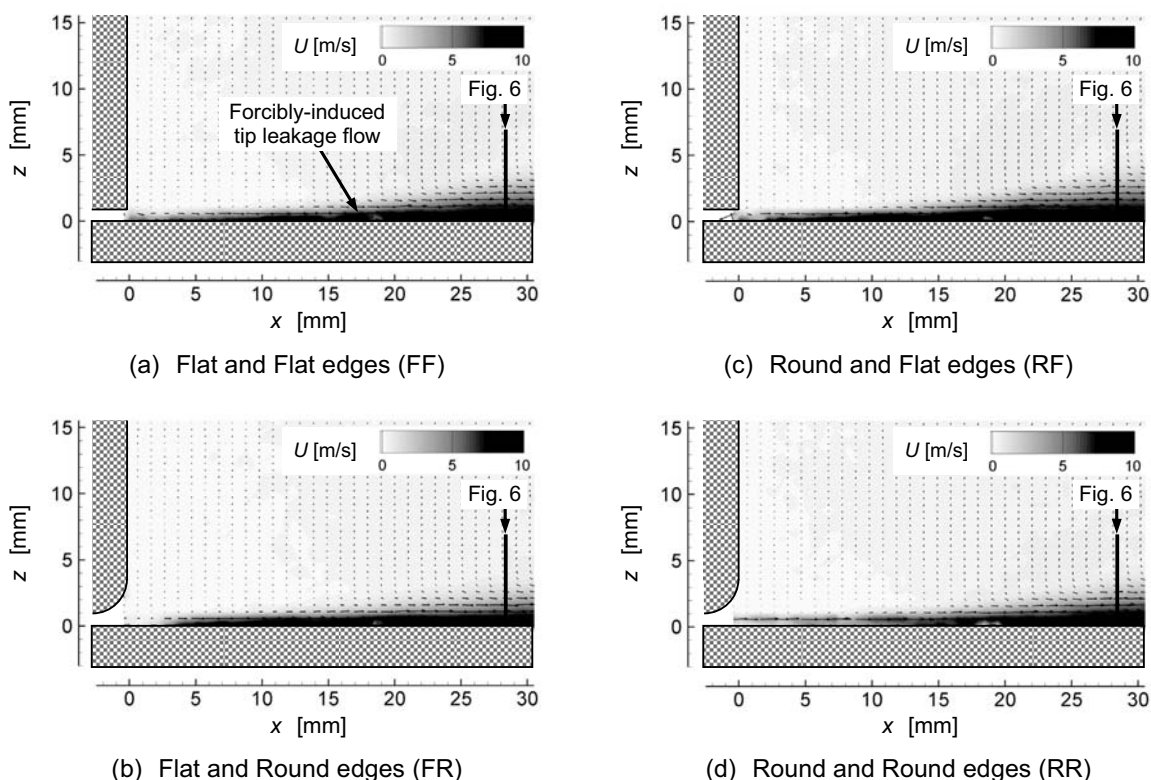 15
10
5
0
z [mm]
U [m/s]
0 5 10
Fig. 6
Forcibly-induced
tip leakage flow
0 5 10 15 20 25 30
x [mm]
(a) Flat and Flat edges (FF)
15
10
5
0
z [mm]
U [m/s]
0 5 10
Fig. 6
0 5 10 15 20 25 30
x [mm]
(c) Round and Flat edges (RF)
15
10
5
0
z [mm]
U [m/s]
0 5 10
Fig. 6
0 5 10 15 20 25 30
x [mm]
(b) Flat and Round edges (FR)
15
10
5
0
z [mm]
U [m/s]
0 5 10
Fig. 6
0 5 10 15 20 25 30
x [mm]
(d) Round and Round edges (RR)